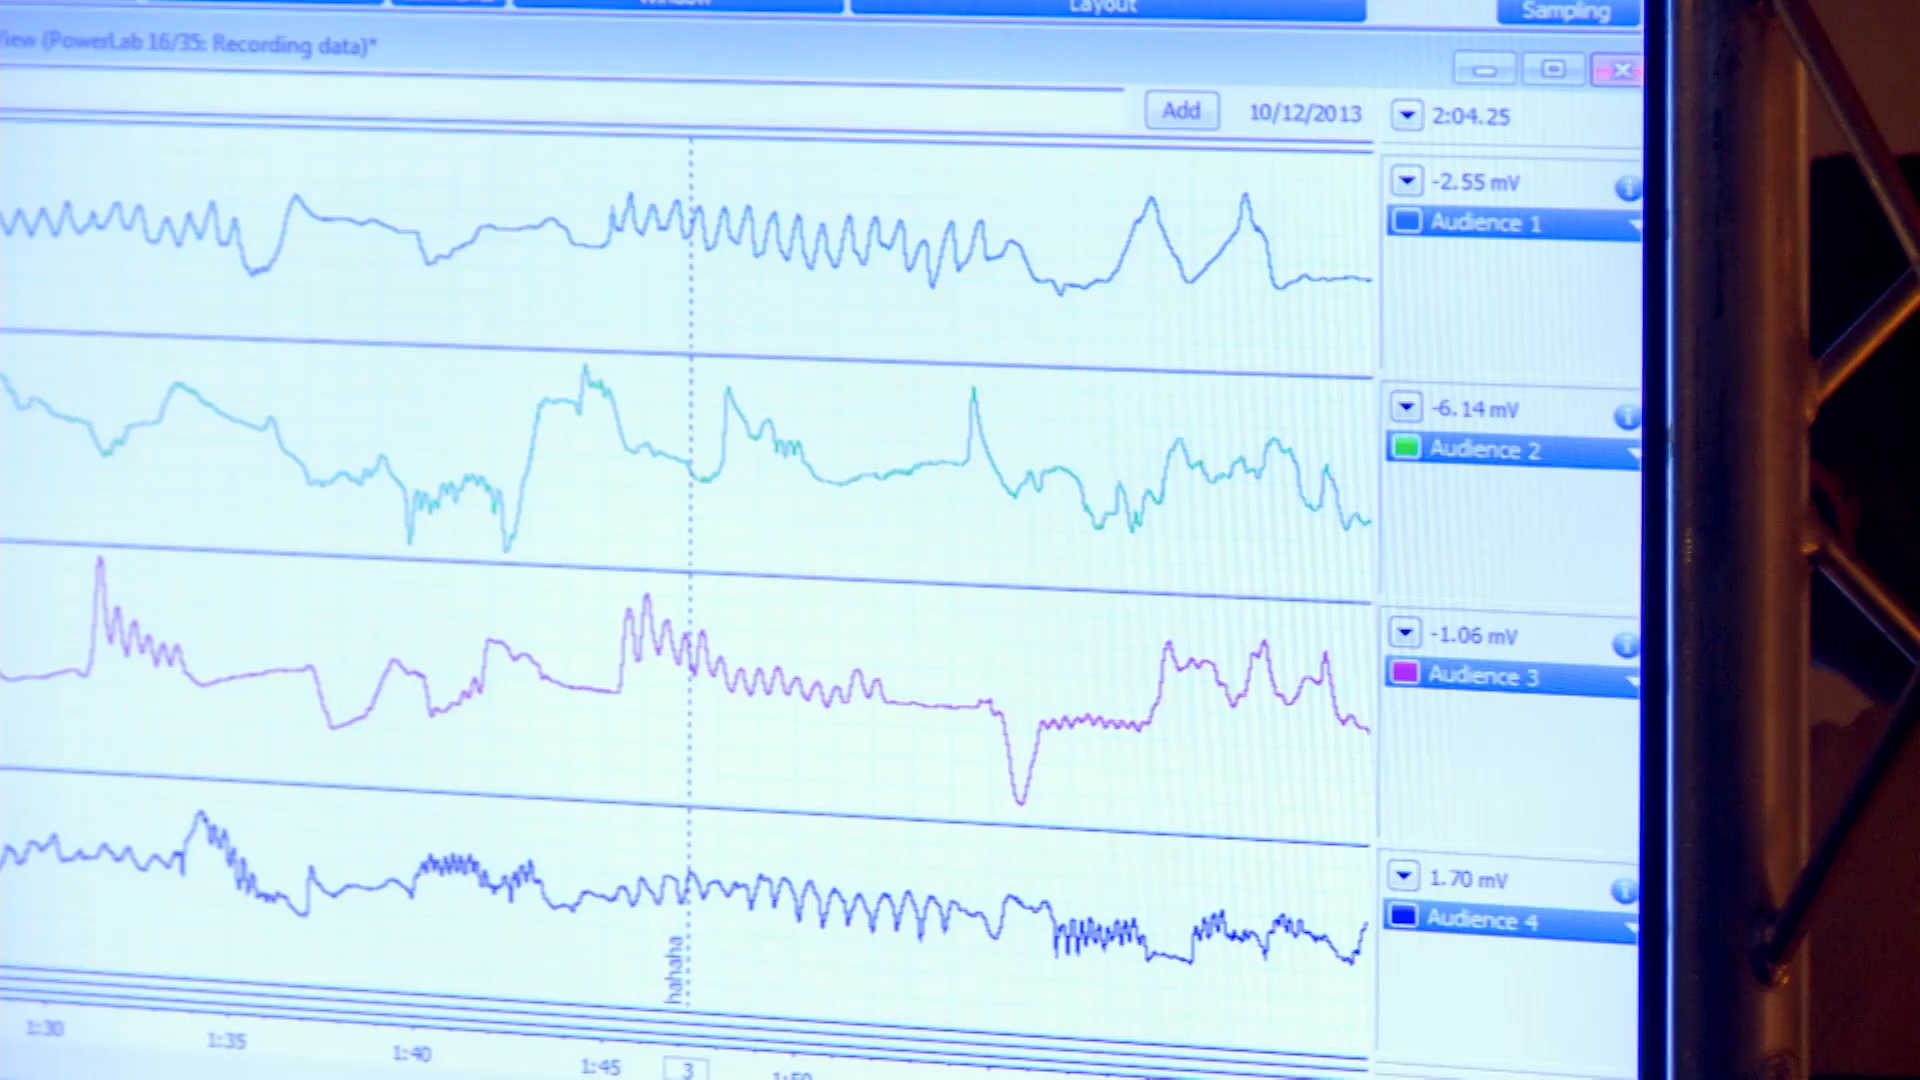 Layout
Sampling
View (PowerLab 16/35: Recording data)*
Add 10/12/2013 2:04.25
-2.55 mV
Audience 1
-6.14 mV
Audience 2
-1.06 mV
Audience 3
1.70 mV
Audience 4
hahaha
1:30 1:35 1:40 1:45 3 1:50